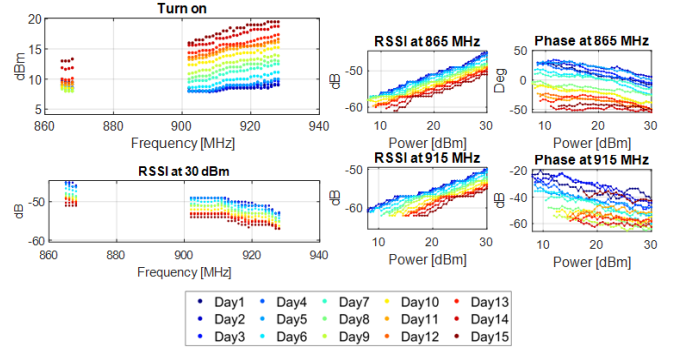 Turn on
20
15
10
5
dBm
860
880
900
920
940
Frequency [MHz]
RSSI at 30 dBm
-50
-60
dB
860
880
900
920
940
Frequency [MHz]
RSSI at 865 MHz
-50
-60
dB
10
20
30
Power [dBm]
Phase at 865 MHz
50
0
-50
Deg
10
20
30
Power [dBm]
RSSI at 915 MHz
-50
-60
dB
10
20
30
Power [dBm]
Phase at 915 MHz
-20
-40
-60
dB
10
20
30
Power [dBm]
Day1 Day4 Day7 Day10 Day13
Day2 Day5 Day8 Day11 Day14
Day3 Day6 Day9 Day12 Day15